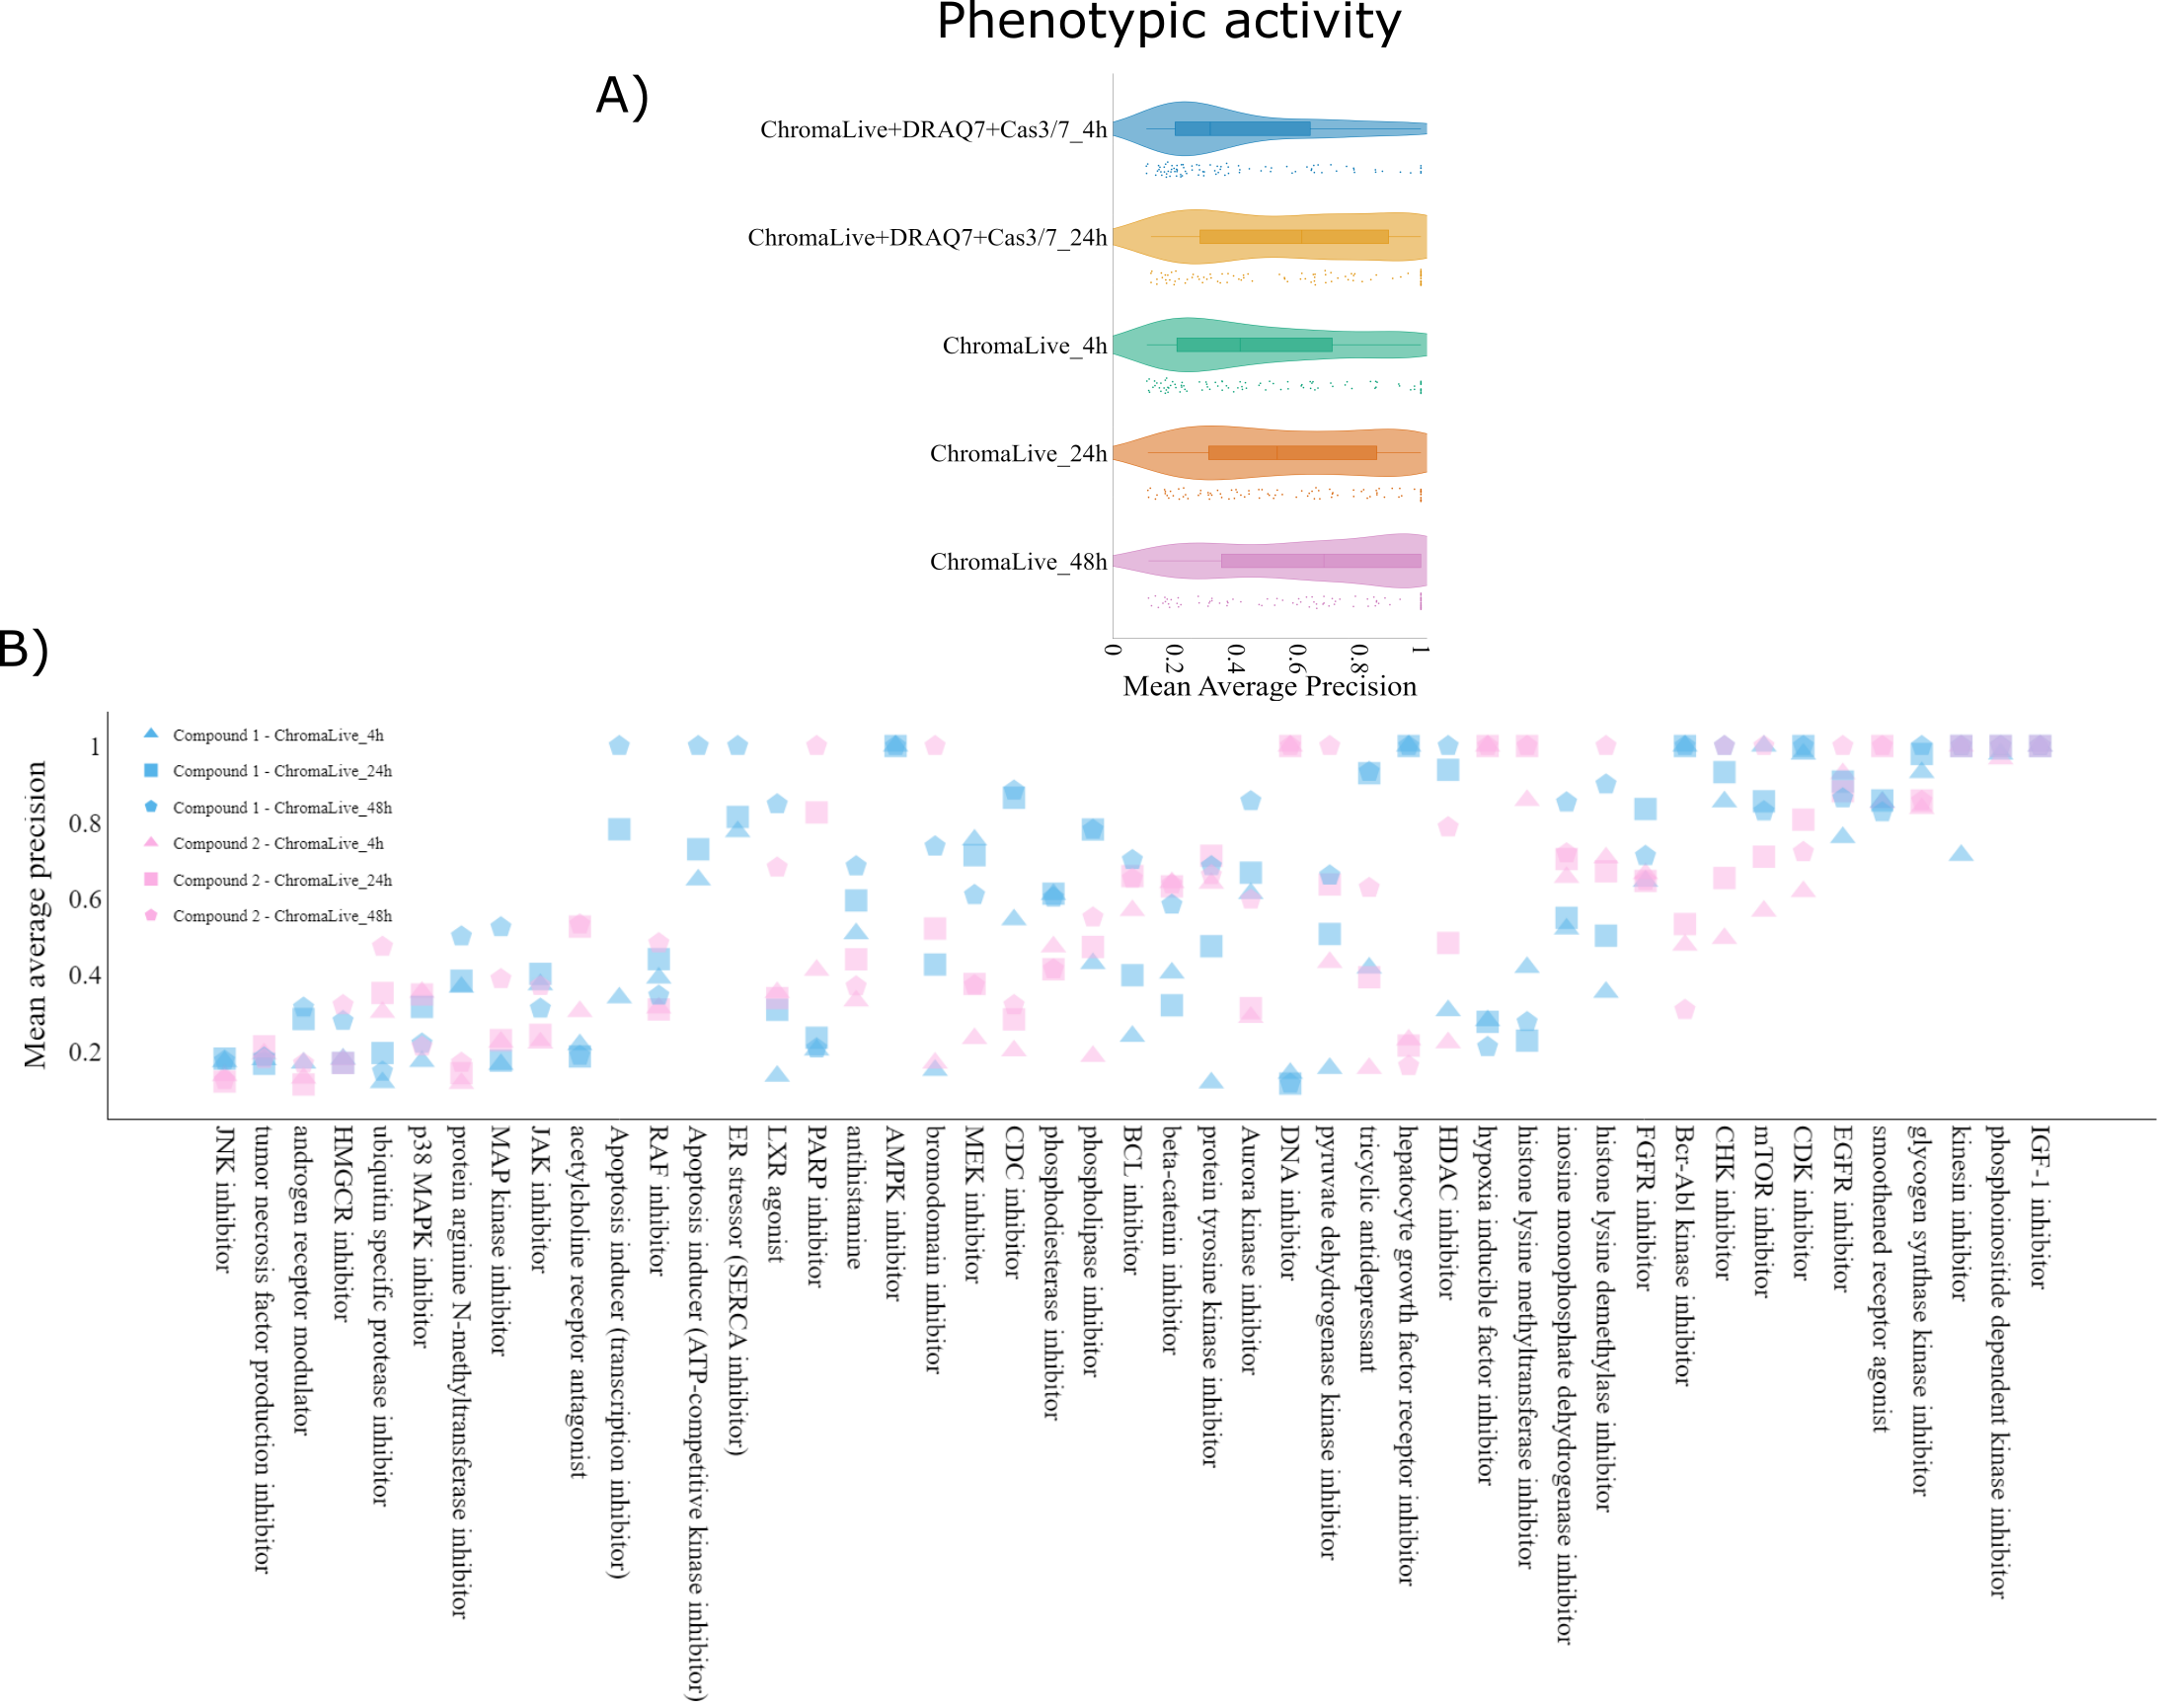 Phenotypic activity
A)
ChromaLive+DRAQ7+Cas3/7_4h
ChromaLive+DRAQ7+Cas3/7_24h
ChromaLive_4h
ChromaLive_24h
ChromaLive_48h
0
0.2
0.4
0.6
0.8
1
Mean Average Precision
B)
Mean average precision
1
0.8
0.6
0.4
0.2
Compound 1 - ChromaLive_4h
Compound 1 - ChromaLive_24h
Compound 1 - ChromaLive_48h
Compound 2 - ChromaLive_4h
Compound 2 - ChromaLive_24h
Compound 2 - ChromaLive_48h
JNK inhibitor
tumor necrosis factor production inhibitor
androgen receptor modulator
HMGCR inhibitor
ubiquitin specific protease inhibitor
p38 MAPK inhibitor
protein arginine N-methyltransferase inhibitor
MAP kinase inhibitor
JAK inhibitor
acetylcholine receptor antagonist
Apoptosis inducer (transcription inhibitor)
RAF inhibitor
Apoptosis inducer (ATP-competitive kinase inhibitor)
ER stressor (SERCA inhibitor)
LXR agonist
PARP inhibitor
antihistamine
AMPK inhibitor
bromodomain inhibitor
MEK inhibitor
CDC inhibitor
phosphodiesterase inhibitor
phospholipase inhibitor
BCL inhibitor
beta-catenin inhibitor
protein tyrosine kinase inhibitor
Aurora kinase inhibitor
DNA inhibitor
pyruvate dehydrogenase kinase inhibitor
tricyclic antidepressant
hepatocyte growth factor receptor inhibitor
HDAC inhibitor
hypoxia inducible factor inhibitor
histone lysine methyltransferase inhibitor
inosine monophosphate dehydrogenase inhibitor
histone lysine demethylase inhibitor
FGFR inhibitor
Bcr-Abl kinase inhibitor
CHK inhibitor
mTOR inhibitor
CDK inhibitor
EGFR inhibitor
smoothened receptor agonist
glycogen synthase kinase inhibitor
kinesin inhibitor
phosphoinositide dependent kinase inhibitor
IGF-1 inhibitor